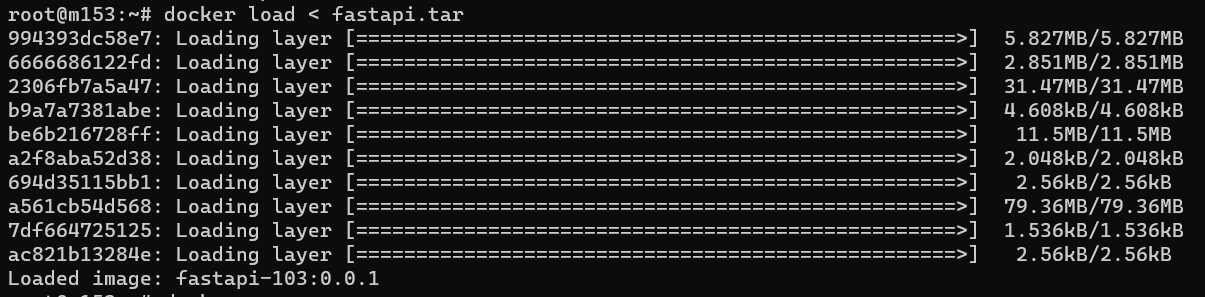 root@m153:~# docker load < fastapi.tar
994393dc58e7: Loading layer [==================================================>]  5.827MB/5.827MB
6666686122fd: Loading layer [==================================================>]  2.851MB/2.851MB
2306fb7a5a47: Loading layer [==================================================>]  31.47MB/31.47MB
b9a7a7381abe: Loading layer [==================================================>]  4.608kB/4.608kB
be6b216728ff: Loading layer [==================================================>]   11.5MB/11.5MB
a2f8aba52d38: Loading layer [==================================================>]  2.048kB/2.048kB
694d35115bb1: Loading layer [==================================================>]   2.56kB/2.56kB
a561cb54d568: Loading layer [==================================================>]  79.36MB/79.36MB
7df664725125: Loading layer [==================================================>]  1.536kB/1.536kB
ac821b13284e: Loading layer [==================================================>]   2.56kB/2.56kB
Loaded image: fastapi-103:0.0.1